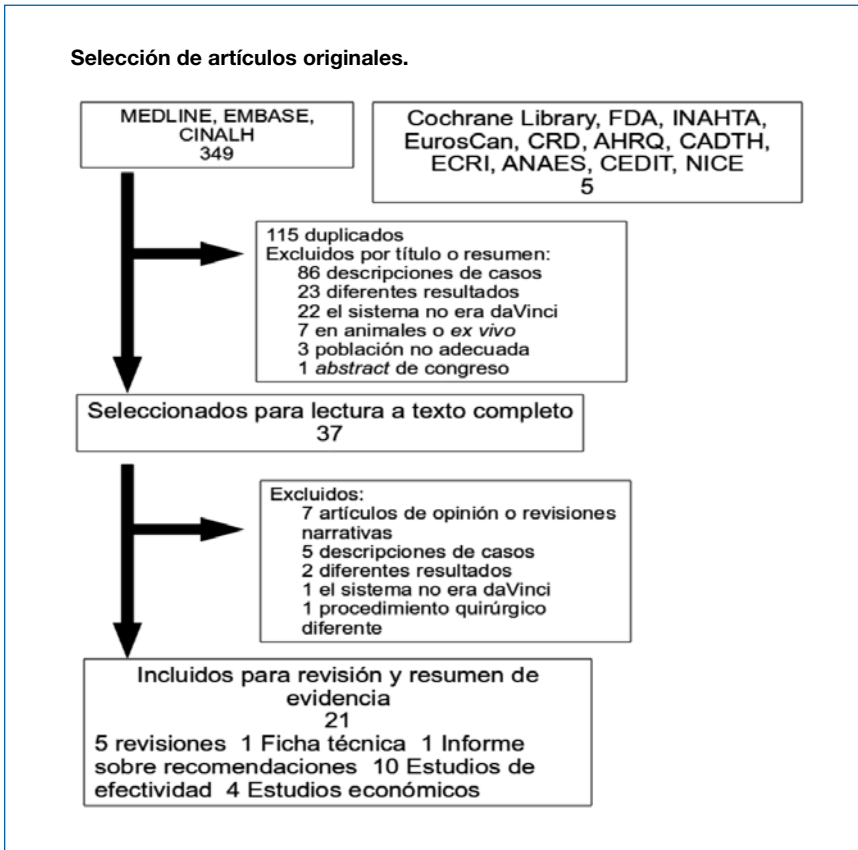 Selección de artículos originales.
MEDLINE, EMBASE,
CINALH
349
Cochrane Library, FDA, INAHTA,
EurosCan, CRD, AHRQ, CADTH,
ECRI, ANAES, CEDIT, NICE
5
115 duplicados
Excluidos por título o resumen:
86 descripciones de casos
23 diferentes resultados
22 el sistema no era daVinci
7 en animales o ex vivo
3 población no adecuada
1 abstract de congreso
Seleccionados para lectura a texto completo
37
Excluidos:
7 artículos de opinión o revisiones
narrativas
5 descripciones de casos
2 diferentes resultados
1 el sistema no era daVinci
1 procedimiento quirúrgico
diferente
Incluidos para revisión y resumen de
evidencia
21
5 revisiones 1 Ficha técnica 1 Informe
sobre recomendaciones 10 Estudios de
efectividad 4 Estudios económicos